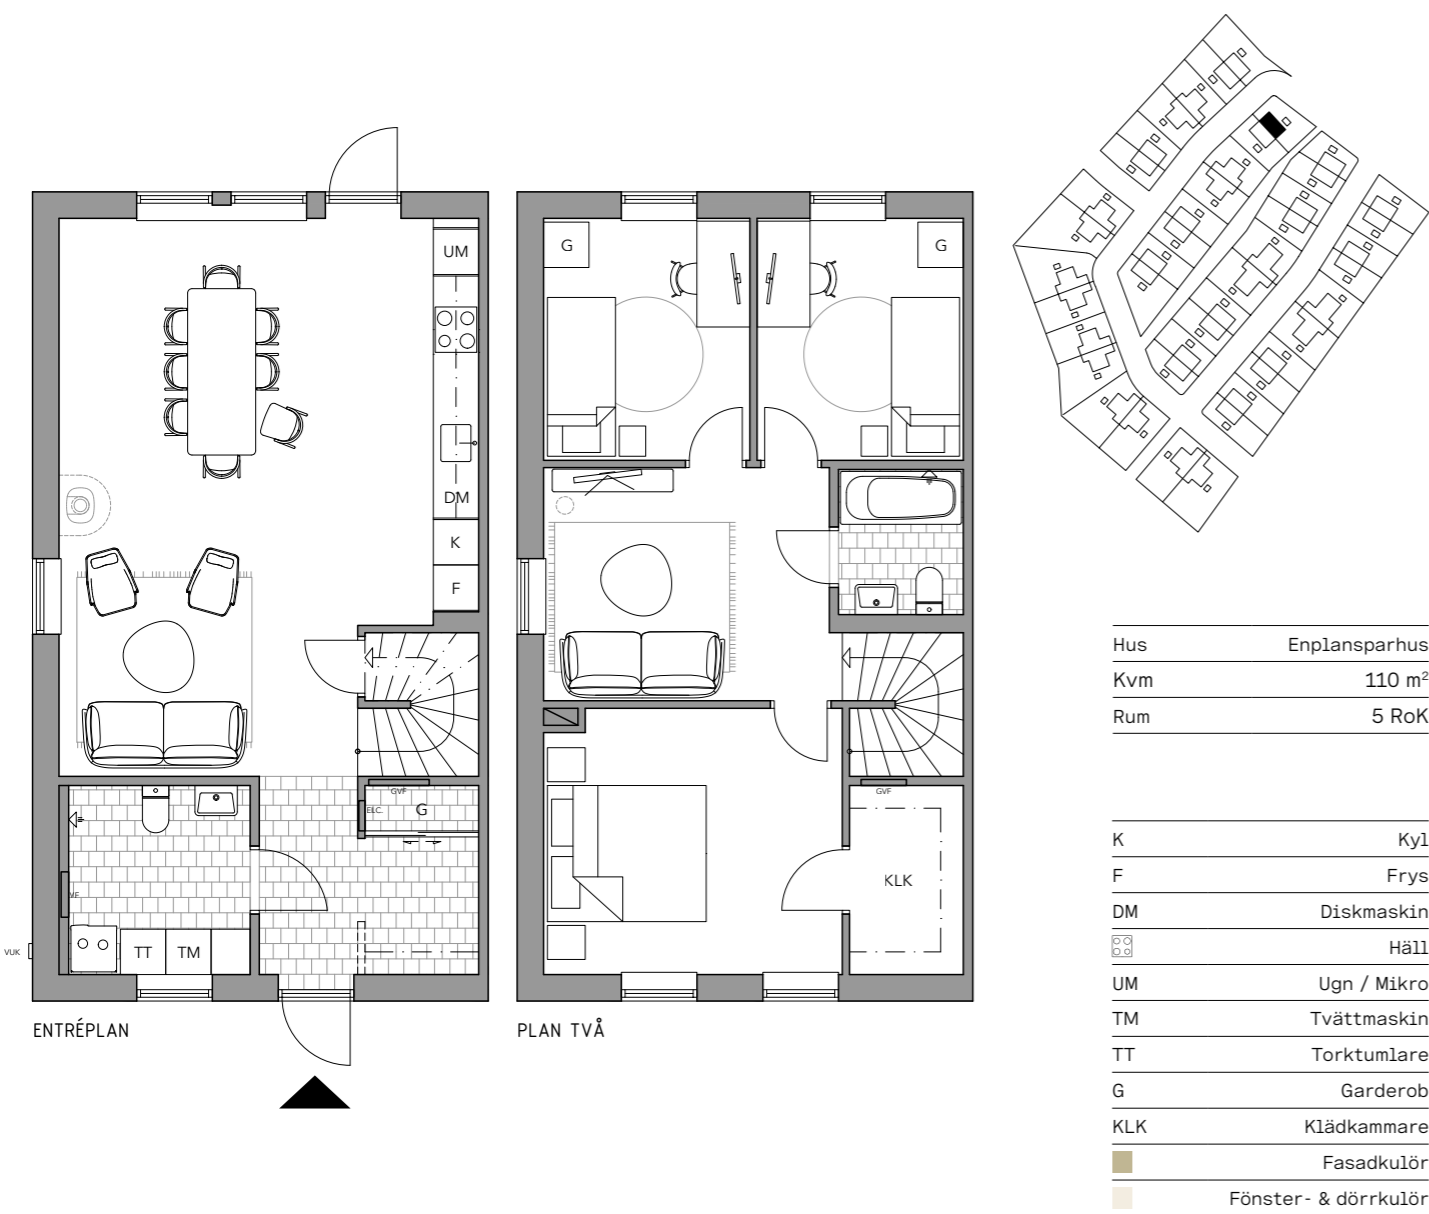 UM
DM
K
F
GVF
ELC.
G
VF
VUK
TT TM
ENTRÉPLAN
G G
GVF
KLK
PLAN TVÅ
Hus Enplansparhus
Kvm 110 m²
Rum 5 RoK
K Kyl
F Frys
DM Diskmaskin
Häll
UM Ugn / Mikro
TM Tvättmaskin
TT Torktumlare
G Garderob
KLK Klädkammare
Fasadkulör
Fönster- & dörrkulör